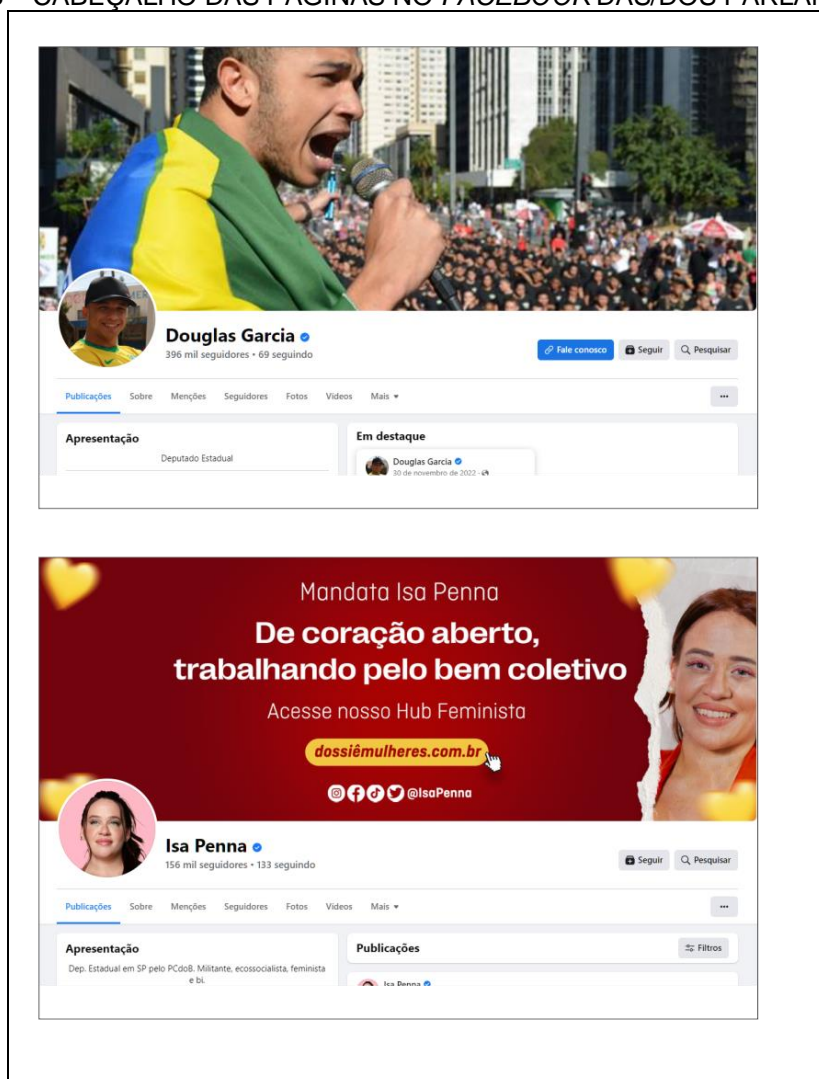 CABEÇALHO DAS PÁGINAS NO FACEBOOK DAS/DOS
Douglas Garcia
396 mil seguidores • 69 seguindo
Fale conosco
Seguir
Pesquisar
Publicações Sobre Menções Seguidores Fotos Vídeos Mais
Apresentação
Deputado Estadual
Em destaque
Douglas Garcia
30 de novembro de 2022
Mandata Isa Penna
De coração aberto,
trabalhando pelo bem coletivo
Acesse nosso Hub Feminista
dossiêmulheres.com.br
@IsaPenna
Isa Penna
156 mil seguidores • 133 seguindo
Seguir
Pesquisar
Publicações Sobre Menções Seguidores Fotos Vídeos Mais
Apresentação
Dep. Estadual em SP pelo PCdoB. Militante, ecossocialista, feminista
e bi.
Publicações
Filtros
Isa Penna